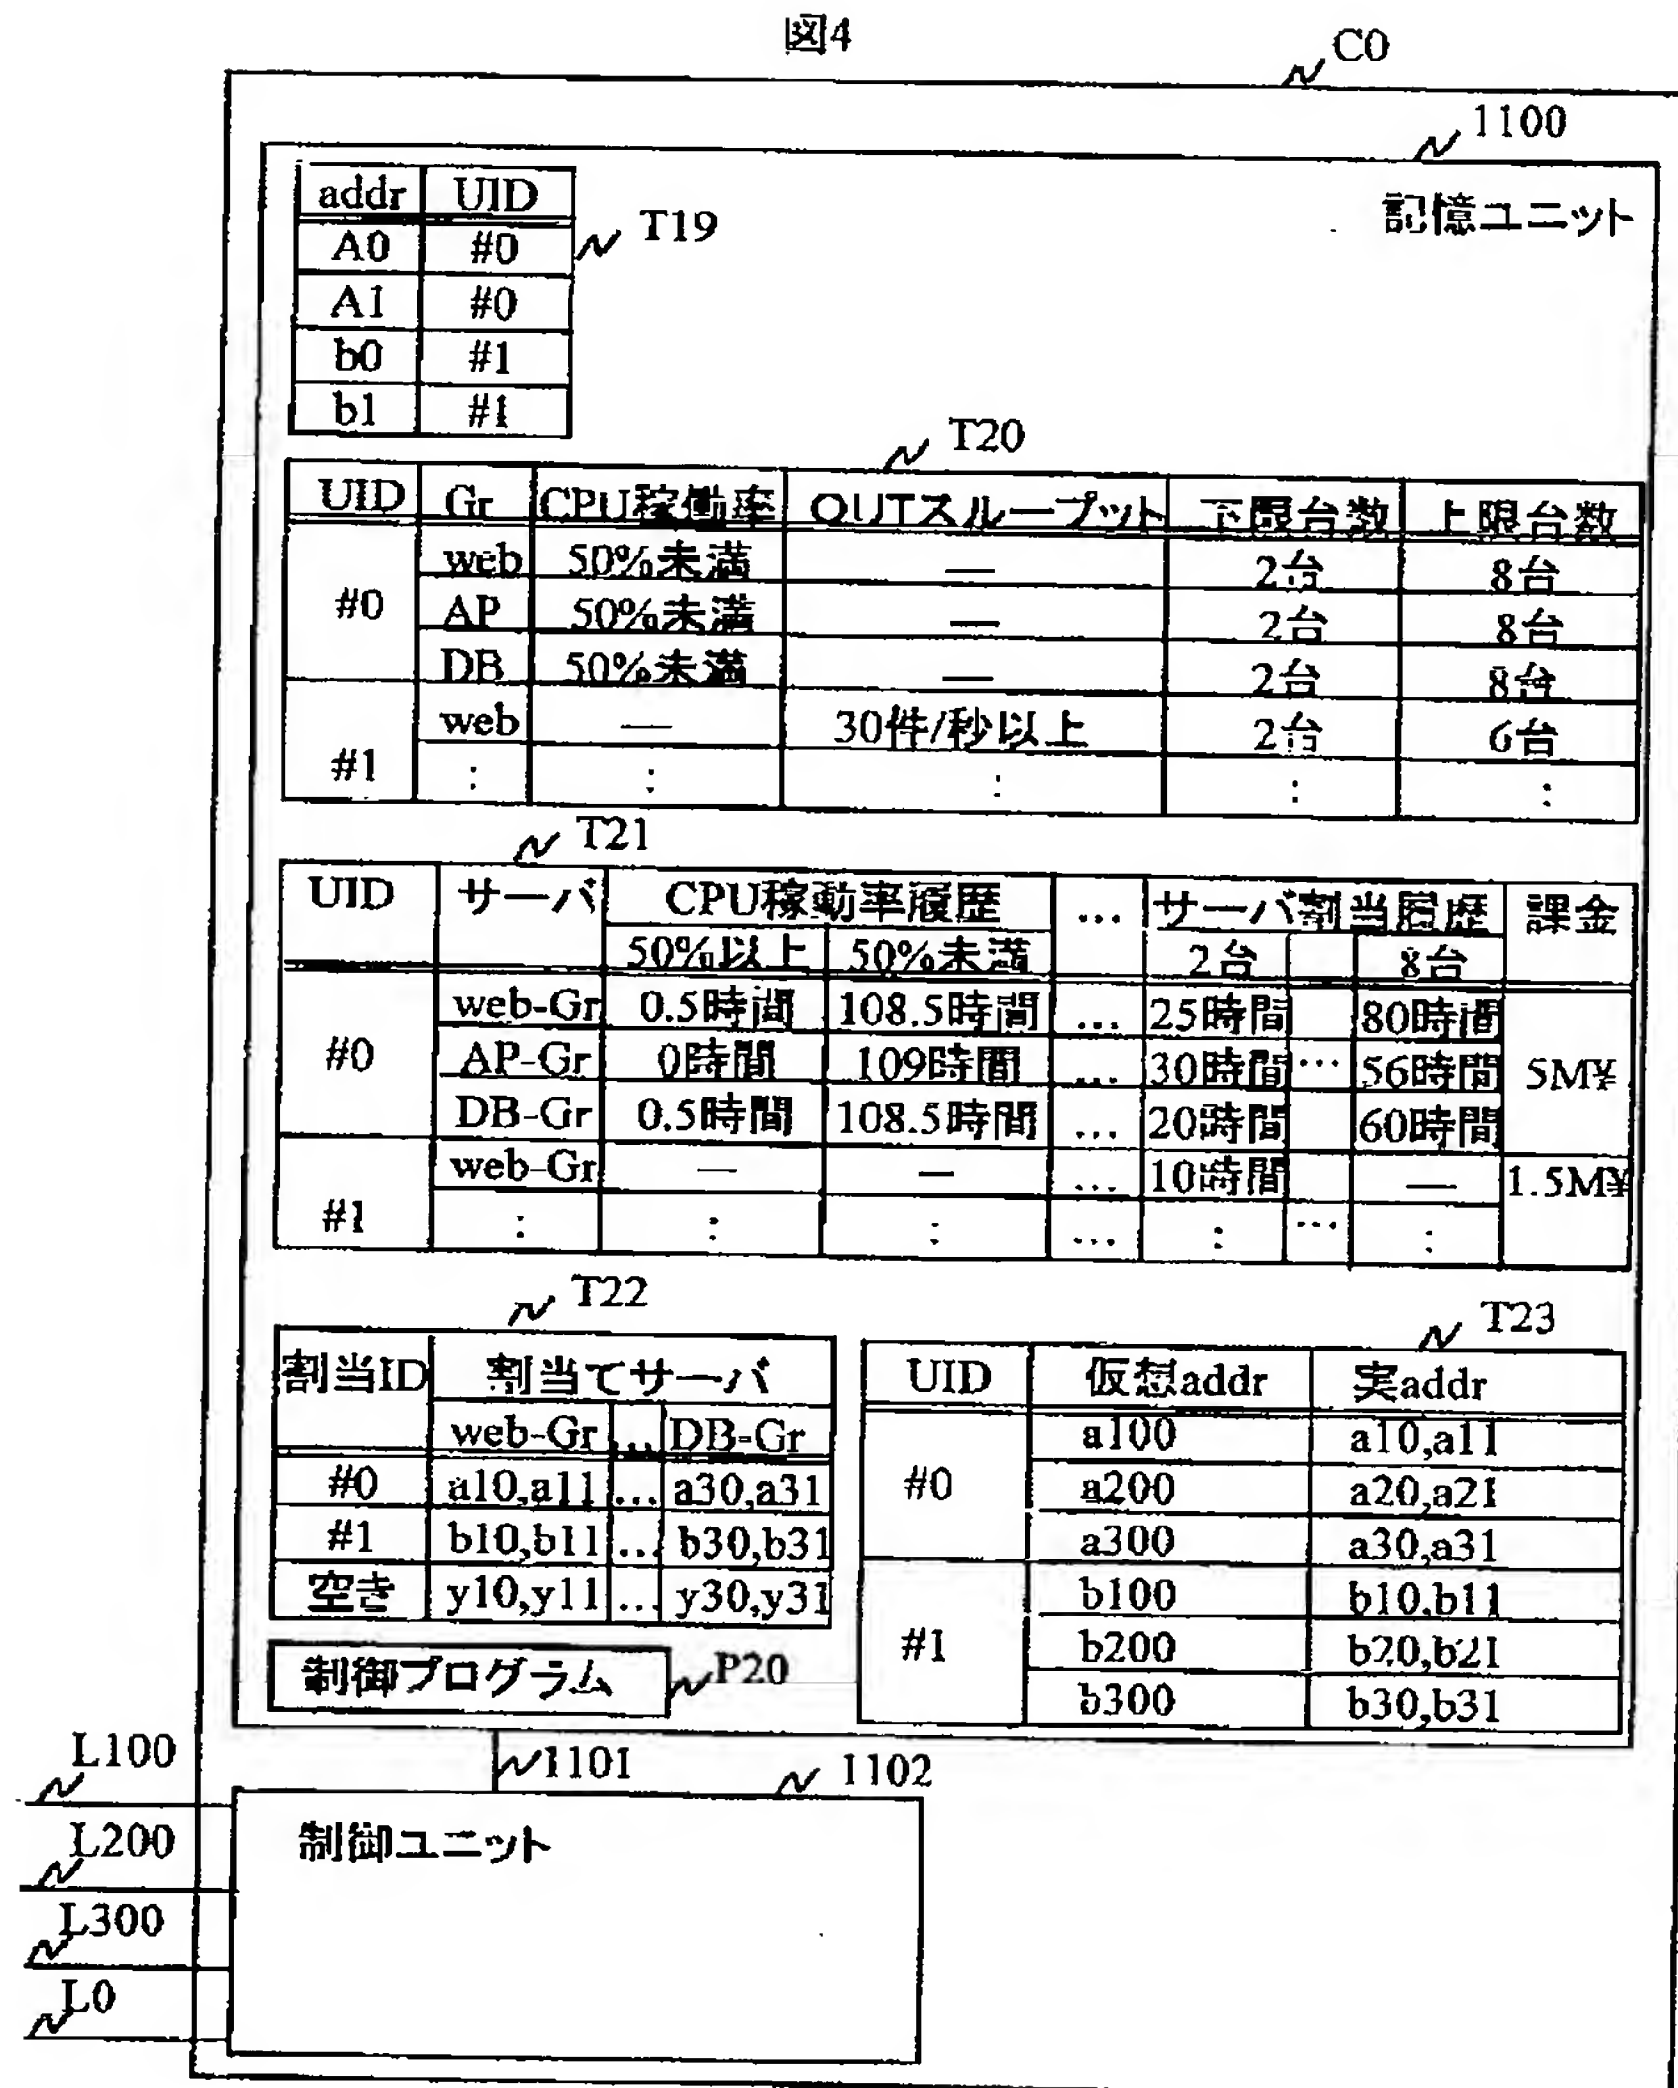 図4
C0
1100
記憶ユニット
addr UID
T19
A0 #0
A1 #0
b0 #1
b1 #1
T20
UID Gr CPU稼働率 OUTスループット 下限台数 上限台数
#0
web 50%未満 — 2台 8台
AP 50%未満 — 2台 8台
DB 50%未満 — 2台 8台
#1
web — 30件/秒以上 2台 6台
: : : : :
T21
UID サーバ CPU稼動率履歴 … サーバ割当履歴 課金
50%以上 50%未満 … 2台 8台
#0
web-Gr 0.5時間 108.5時間 … 25時間 80時間
AP-Gr 0時間 109時間 … 30時間 … 56時間 5M¥
DB-Gr 0.5時間 108.5時間 … 20時間 60時間
#1
web-Gr — — … 10時間 — 1.5M¥
: : : … : … :
T22
割当ID 割当てサーバ
web-Gr … DB-Gr
#0 a10,a11 … a30,a31
#1 b10,b11 … b30,b31
空き y10,y11 … y30,y31
T23
UID 仮想addr 実addr
#0
a100 a10,a11
a200 a20,a21
a300 a30,a31
#1
b100 b10,b11
b200 b20,b21
b300 b30,b31
制御プログラム P20
1101
1102
制御ユニット
L100
L200
L300
L0